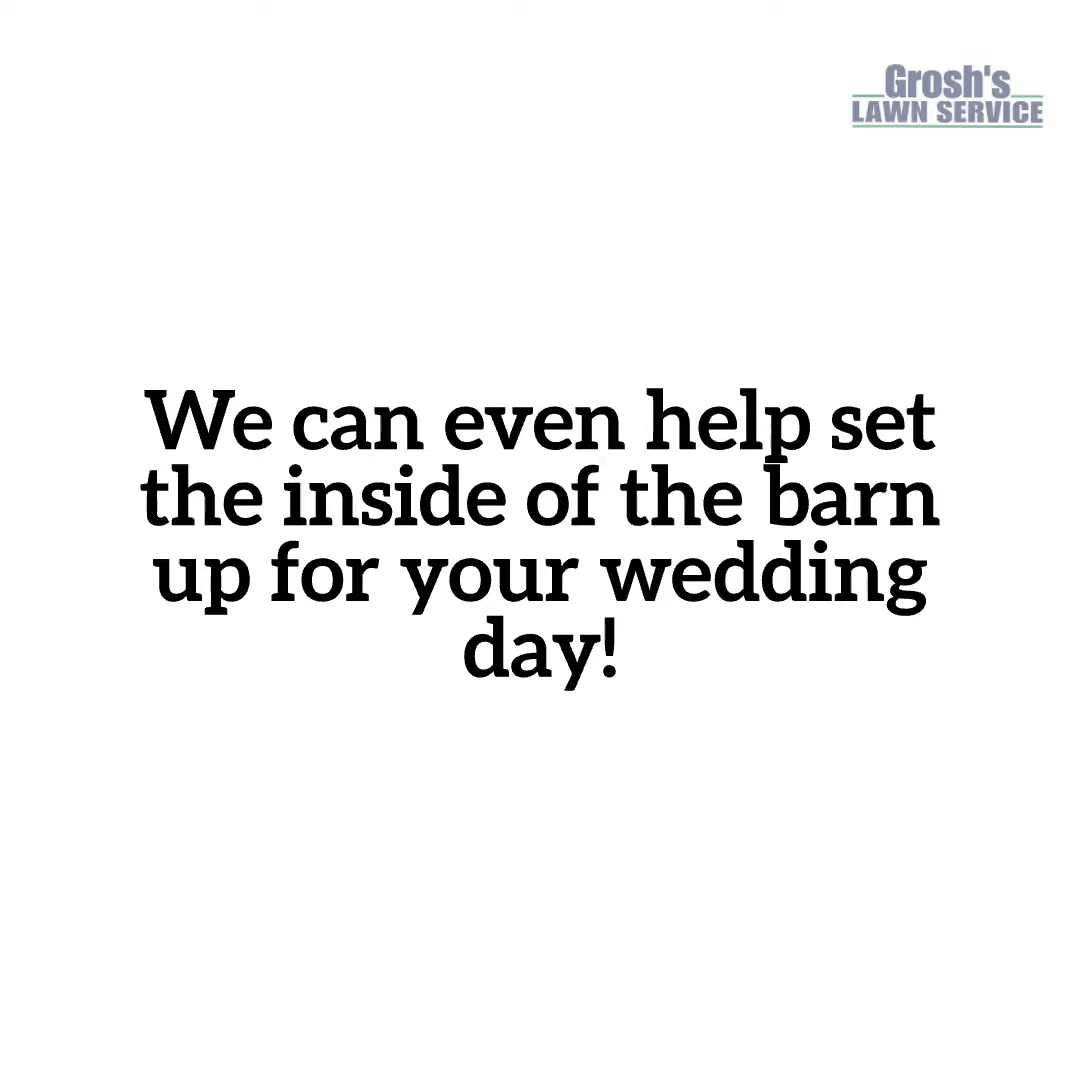 Grosh's
LAWN SERVICE
We can even help set
the inside of the barn
up for your wedding
day!